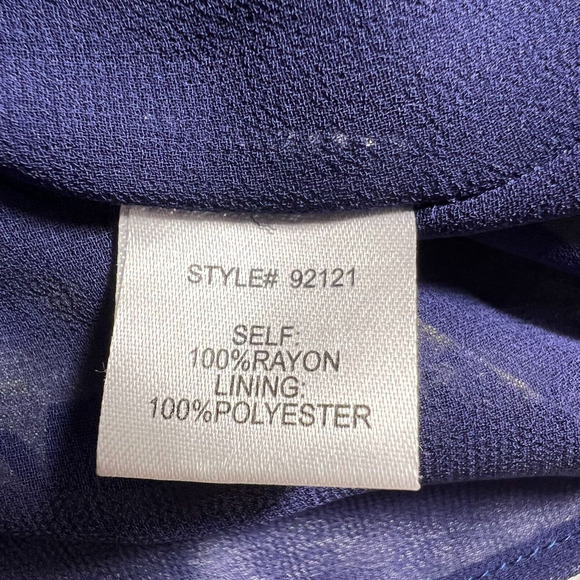 STYLE# 92121
SELF:
100%RAYON
LINING:
100%POLYESTER